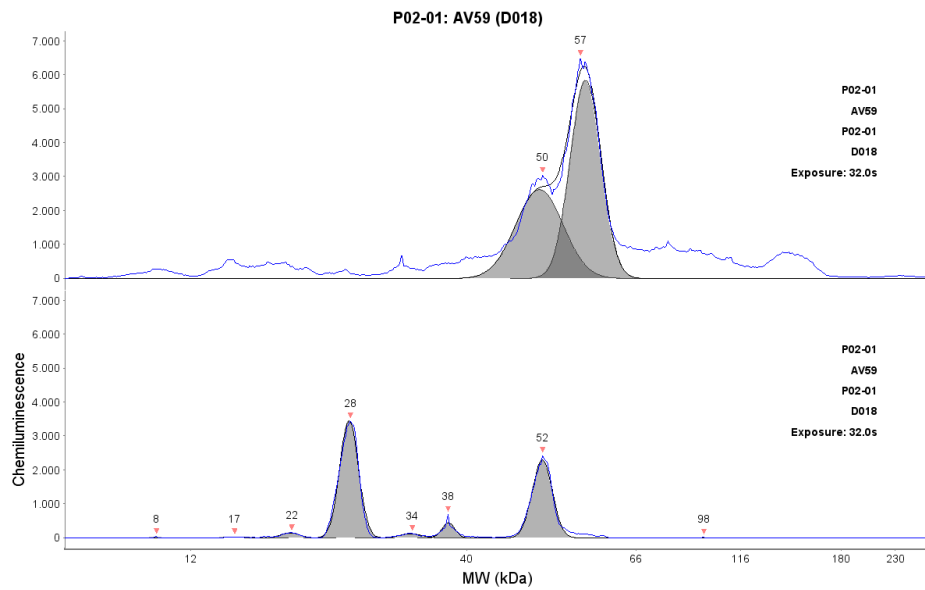 P02-01: AV59 (D018)
7.000
6.000
5.000
4.000
3.000
2.000
1.000
0
50
57
P02-01
AV59
P02-01
D018
Exposure: 32.0s
Chemiluminescence
7.000
6.000
5.000
4.000
3.000
2.000
1.000
0
8
17
22
28
34
38
52
98
P02-01
AV59
P02-01
D018
Exposure: 32.0s
12
40
66
116
180
230
MW (kDa)